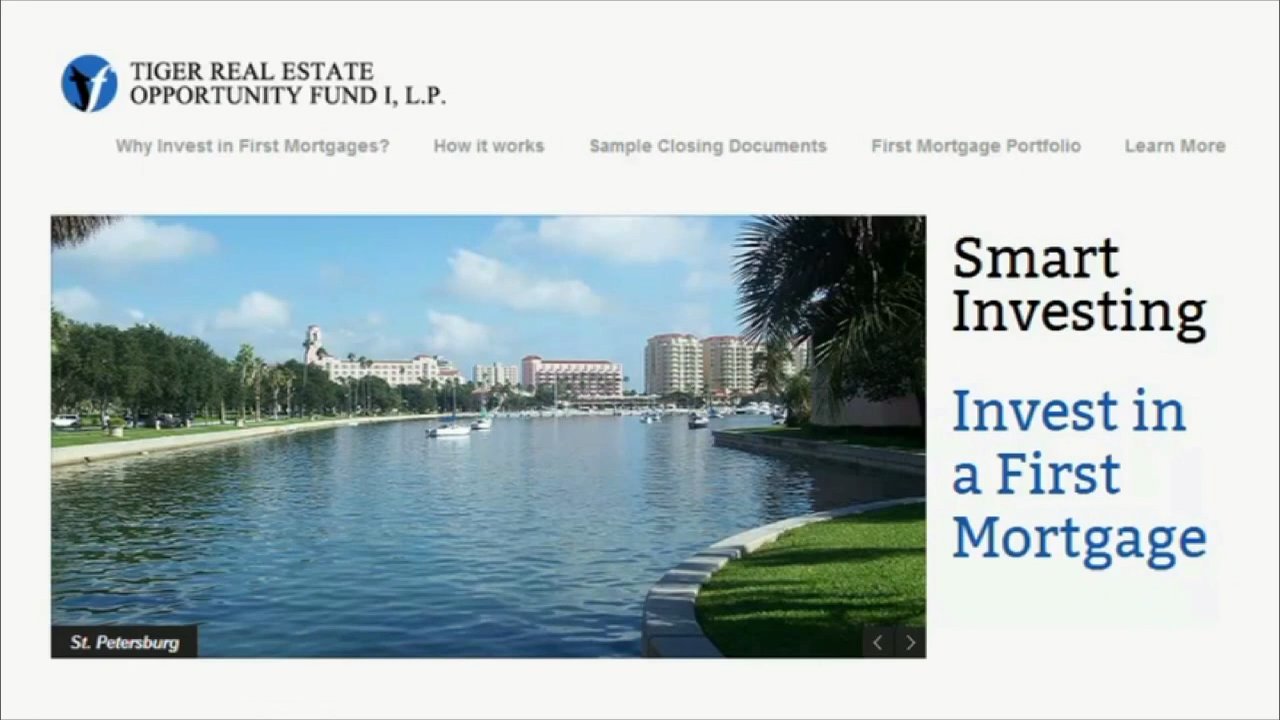 TIGER REAL ESTATE
OPPORTUNITY FUND I, L.P.
Why Invest in First Mortgages? How it works Sample Closing Documents First Mortgage Portfolio Learn More
Smart
Investing
Invest in
a First
Mortgage
St. Petersburg